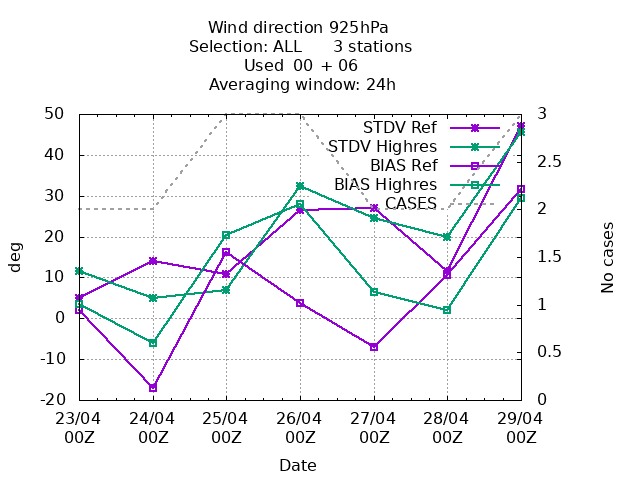 Wind direction 925hPa
Selection: ALL 3 stations
Used 00 + 06
Averaging window: 24h
50
40
30
20
10
0
-10
-20
deg
3
2.5
2
1.5
1
0.5
0
No cases
STDV Ref
STDV Highres
BIAS Ref
BIAS Highres
CASES
23/04 24/04 25/04 26/04 27/04 28/04 29/04
00Z 00Z 00Z 00Z 00Z 00Z 00Z
Date